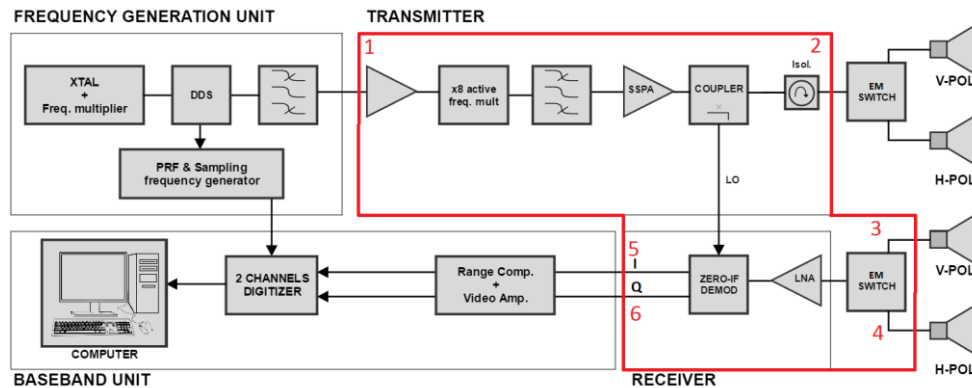 FREQUENCY GENERATION UNIT
TRANSMITTER
1
2
XTAL
+
Freq. multiplier
DDS
x8 active
freq. mult
SSPA
COUPLER
Isol.
EM
SWITCH
V-POL
H-POL
PRF & Sampling
frequency generator
LO
3
V-POL
5
I
Q
6
2 CHANNELS
DIGITIZER
Range Comp.
+
Video Amp.
ZERO-IF
DEMOD
LNA
EM
SWITCH
4
H-POL
COMPUTER
BASEBAND UNIT
RECEIVER